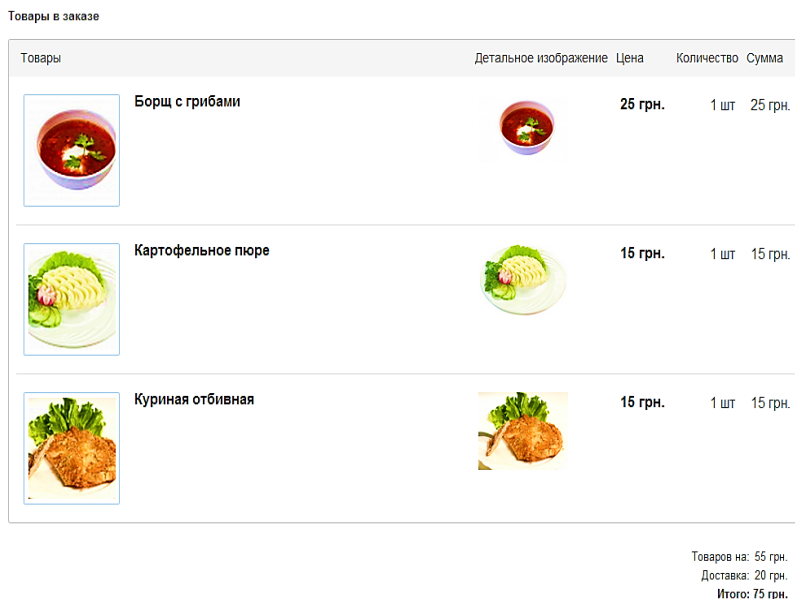 Товары в заказе
Товары Детальное изображение Цена Количество Сумма
Борщ с грибами 25 грн. 1 шт 25 грн.
Картофельное пюре 15 грн. 1 шт 15 грн.
Куриная отбивная 15 грн. 1 шт 15 грн.
Товаров на: 55 грн.
Доставка: 20 грн.
Итого: 75 грн.